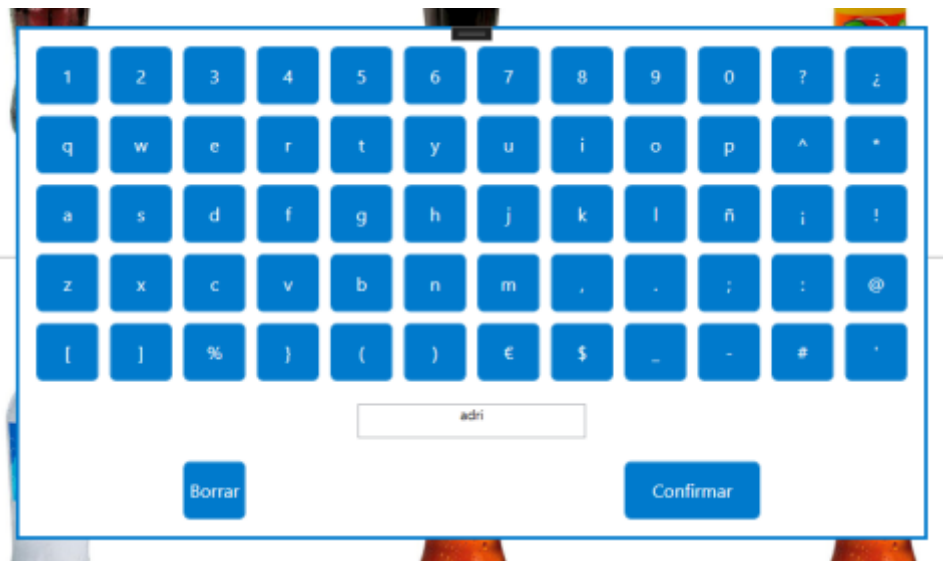 1 2 3 4 5 6 7 8 9 0 ? ¿
q w e r t y u i o p ^ *
a s d f g h j k l ñ ¡ !
z x c v b n m , . ; : @
[ ] % } ( ) € $ _ - #
adri
Borrar Confirmar